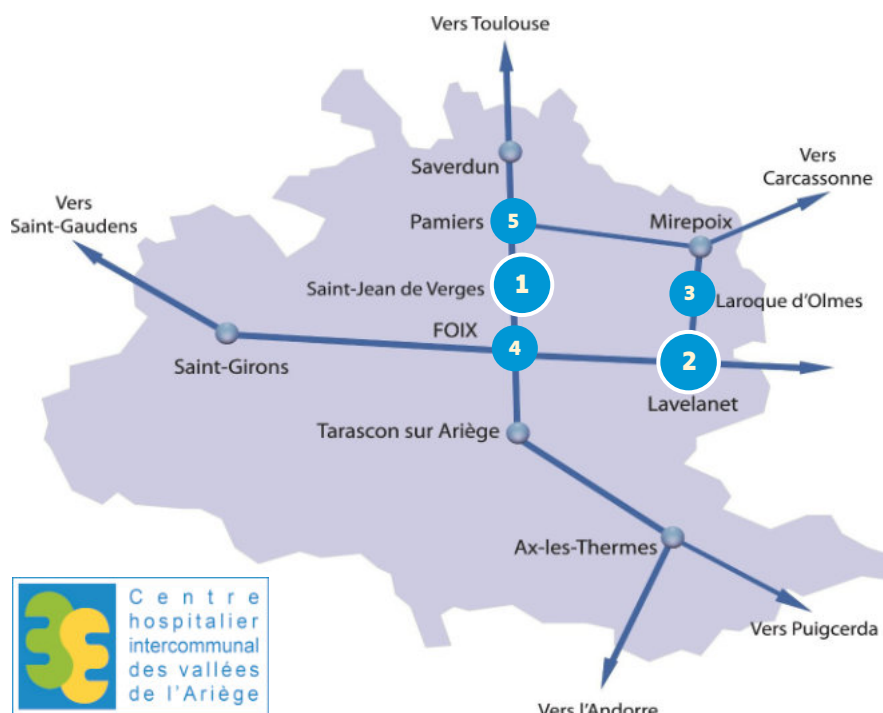 Vers Toulouse
Saverdun
Vers
Carcassonne
Vers
Saint-Gaudens
Pamiers
5
Mirepoix
Saint-Jean de Verges
1
3
Laroque d'Olmes
FOIX
4
2
Saint-Girons
Lavelanet
Tarascon sur Ariège
Ax-les-Thermes
Vers Puigcerda
Vers l'Andorre
Centre
hospitalier
intercommunal
des vallées
de l'Ariège